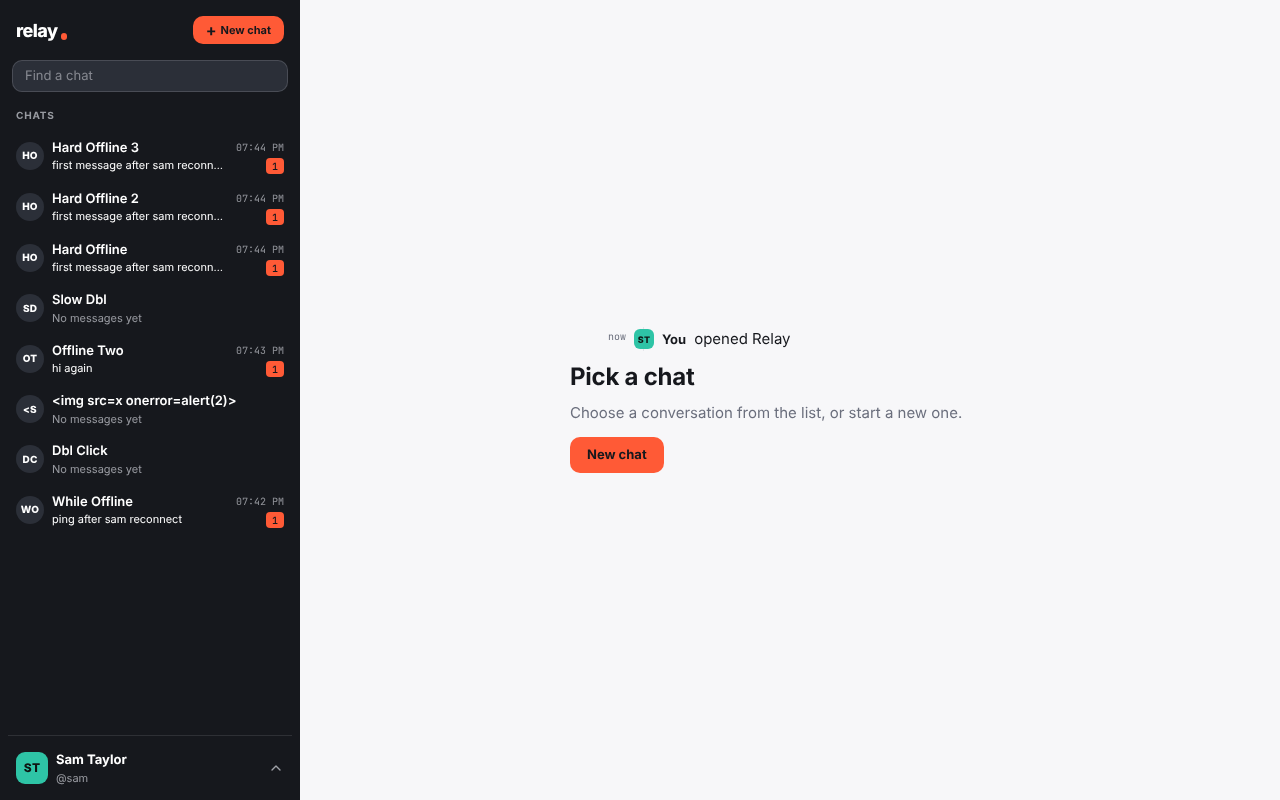 relay.
+ New chat
Find a chat
CHATS
HO Hard Offline 3 07:44 PM
first message after sam reconn... 1
HO Hard Offline 2 07:44 PM
first message after sam reconn... 1
HO Hard Offline 07:44 PM
first message after sam reconn... 1
SD Slow Dbl
No messages yet
OT Offline Two 07:43 PM
hi again 1
<S <img src=x onerror=alert(2)>
No messages yet
DC Dbl Click
No messages yet
WO While Offline 07:42 PM
ping after sam reconnect 1
ST Sam Taylor
@sam
now ST You opened Relay
Pick a chat
Choose a conversation from the list, or start a new one.
New chat